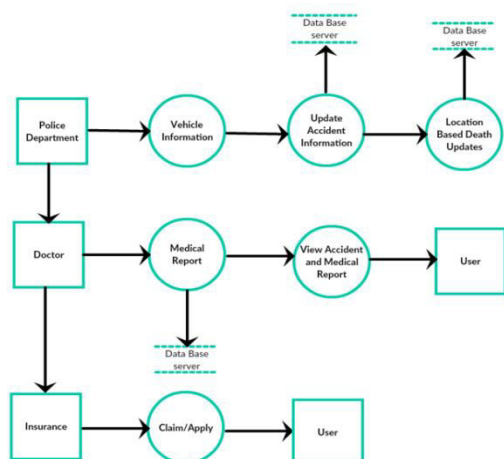 Data Base
server
Data Base
server
Police
Department
Vehicle
Information
Update
Accident
Information
Location
Based Death
Updates
Doctor
Medical
Report
View Accident
and Medical
Report
User
Data Base
server
Insurance
Claim/Apply
User